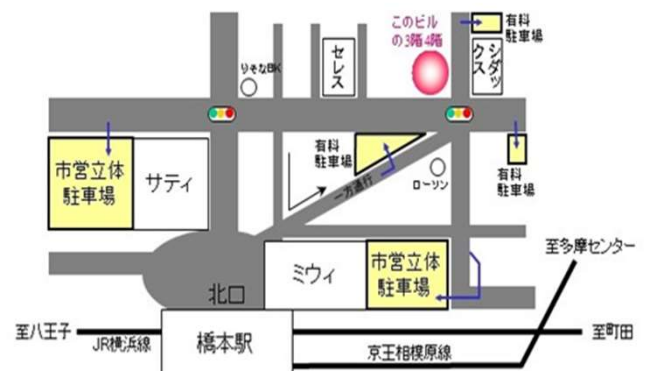 このビル
の3階4階
有料
駐車場
セレス
シダッ
クス
りそなBK
市営立体
駐車場
サティ
有料
駐車場
一方通行
ローソン
有料
駐車場
北口
ミウィ
市営立体
駐車場
至多摩センター
至八王子
JR横浜線
橋本駅
京王相模原線
至町田